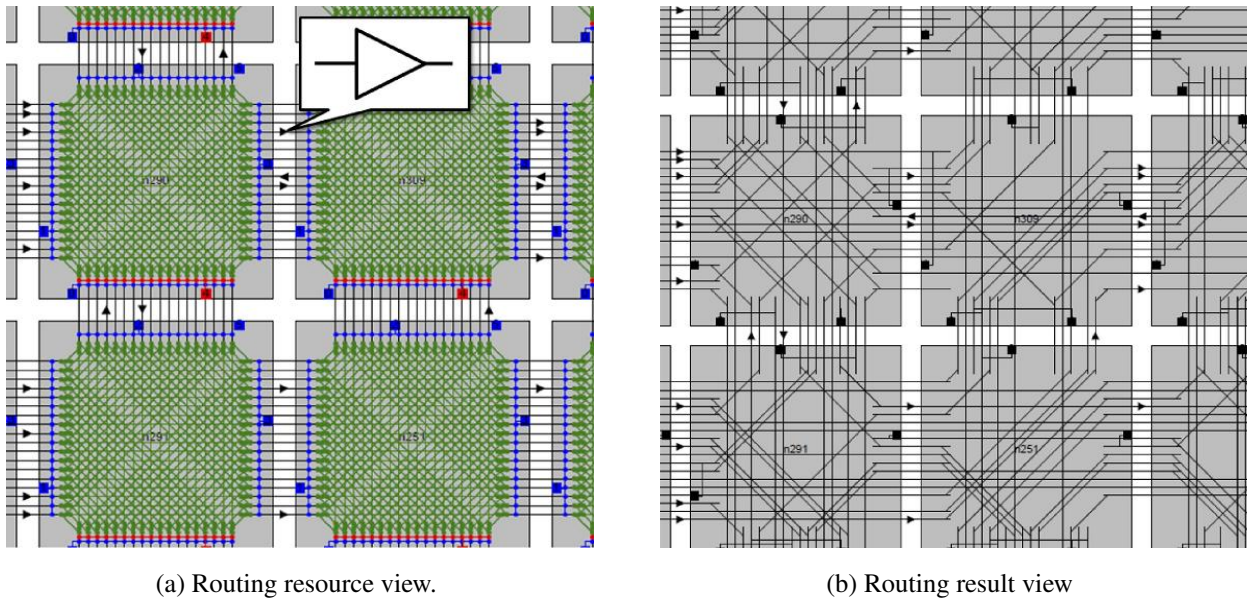 n290
n309
n291
n251
n290
n309
n291
n251
(a) Routing resource view.
(b) Routing result view